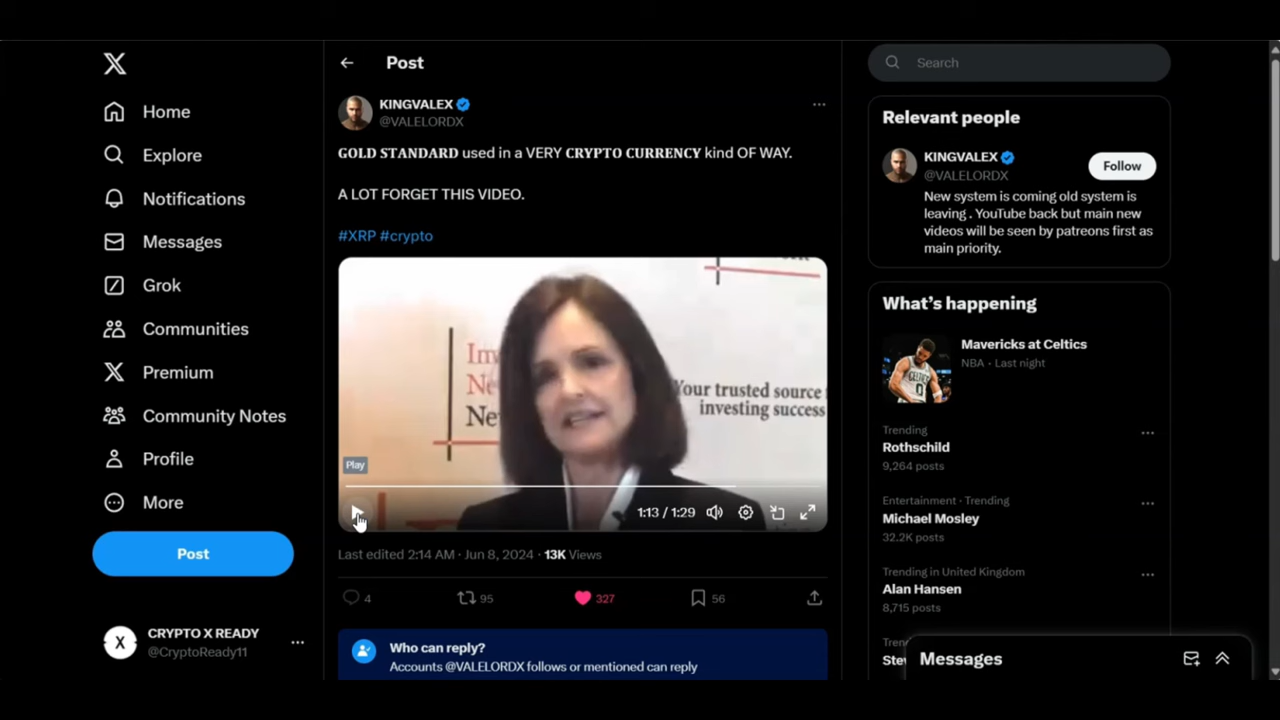 Home
Explore
Notifications
Messages
Grok
Communities
Premium
Community Notes
Profile
More
Post
CRYPTO X READY
@CryptoReady11
Post
KINGVALEX
@VALELORDX
GOLD STANDARD used in a VERY CRYPTO CURRENCY kind OF WAY.
A LOT FORGET THIS VIDEO.
#XRP #crypto
Your trusted source
investing success
Play
1:13 / 1:29
Last edited 2:14 AM · Jun 8, 2024 · 13K Views
4
95
327
56
Who can reply?
Accounts @VALELORDX follows or mentioned can reply
Search
Relevant people
KINGVALEX
@VALELORDX
Follow
New system is coming old system is
leaving . YouTube back but main new
videos will be seen by patreons first as
main priority.
What's happening
Mavericks at Celtics
NBA · Last night
Trending
Rothschild
9,264 posts
Entertainment · Trending
Michael Mosley
32.2K posts
Trending in United Kingdom
Alan Hansen
8,715 posts
Messages